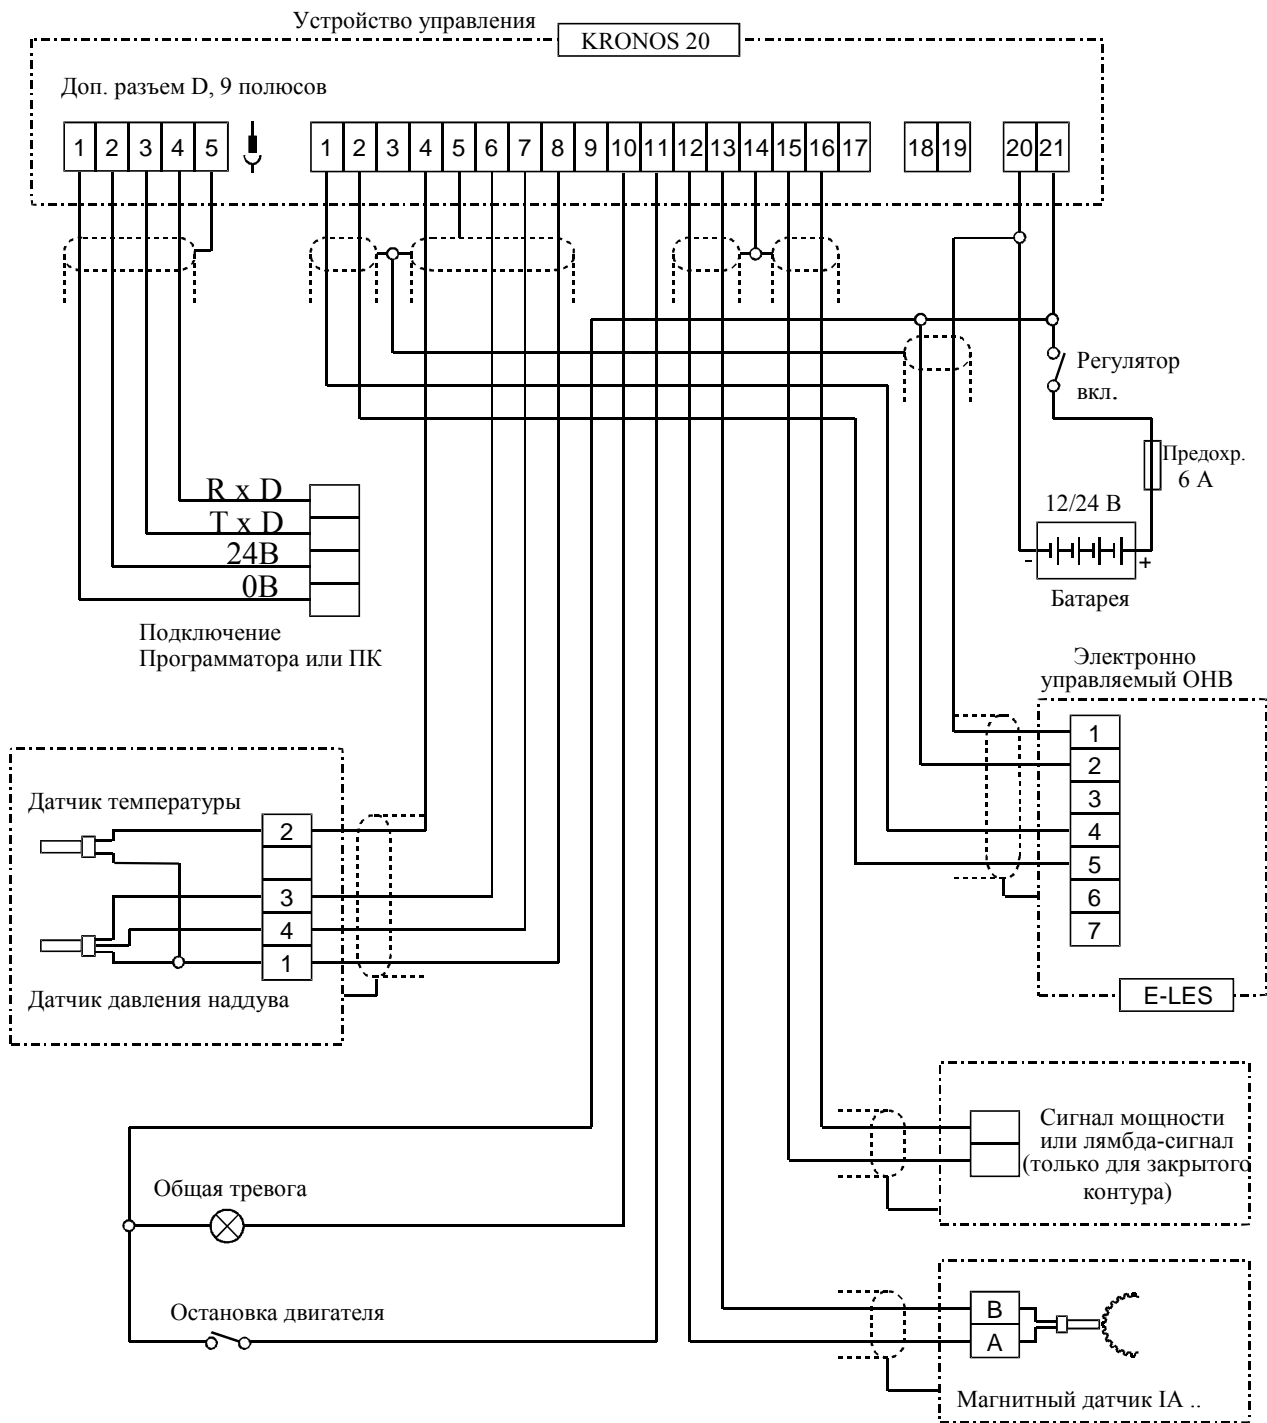 Устройство управления
KRONOS 20
Доп. разъем D, 9 полюсов
1 2 3 4 5
1 2 3 4 5 6 7 8 9 10 11 12 13 14 15 16 17 18 19 20 21
Регулятор
вкл.
Предохр.
6 А
12/24 В
- +
Батарея
R x D
T x D
24В
0В
Подключение
Программатора или ПК
Электронно
управляемый ОНВ
1
2
3
4
5
6
7
E-LES
Датчик температуры
2
3
4
1
Датчик давления наддува
Сигнал мощности
или лямбда-сигнал
(только для закрытого
контура)
Общая тревога
Остановка двигателя
B
A
Магнитный датчик IA ..